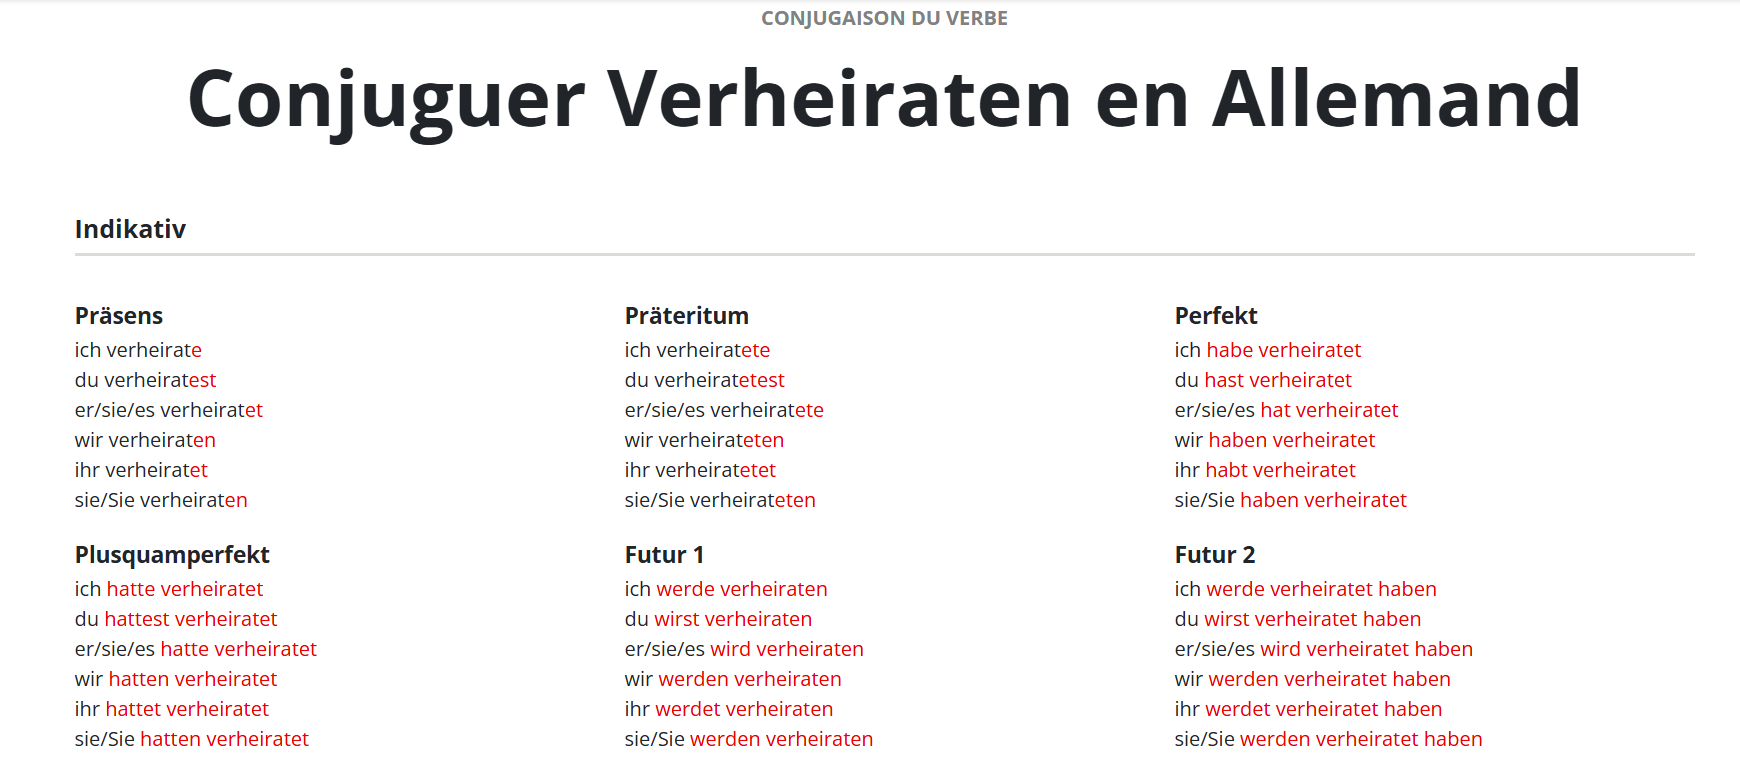 CONJUGAISON DU VERBE
Conjuguer Verheiraten en Allemand
Indikativ
Präsens
ich verheirate
du verheiratest
er/sie/es verheiratet
wir verheiraten
ihr verheiratet
sie/Sie verheiraten
Präteritum
ich verheiratete
du verheiratetest
er/sie/es verheiratete
wir verheirateten
ihr verheiratetet
sie/Sie verheirateten
Perfekt
ich habe verheiratet
du hast verheiratet
er/sie/es hat verheiratet
wir haben verheiratet
ihr habt verheiratet
sie/Sie haben verheiratet
Plusquamperfekt
ich hatte verheiratet
du hattest verheiratet
er/sie/es hatte verheiratet
wir hatten verheiratet
ihr hattet verheiratet
sie/Sie hatten verheiratet
Futur 1
ich werde verheiraten
du wirst verheiraten
er/sie/es wird verheiraten
wir werden verheiraten
ihr werdet verheiraten
sie/Sie werden verheiraten
Futur 2
ich werde verheiratet haben
du wirst verheiratet haben
er/sie/es wird verheiratet haben
wir werden verheiratet haben
ihr werdet verheiratet haben
sie/Sie werden verheiratet haben